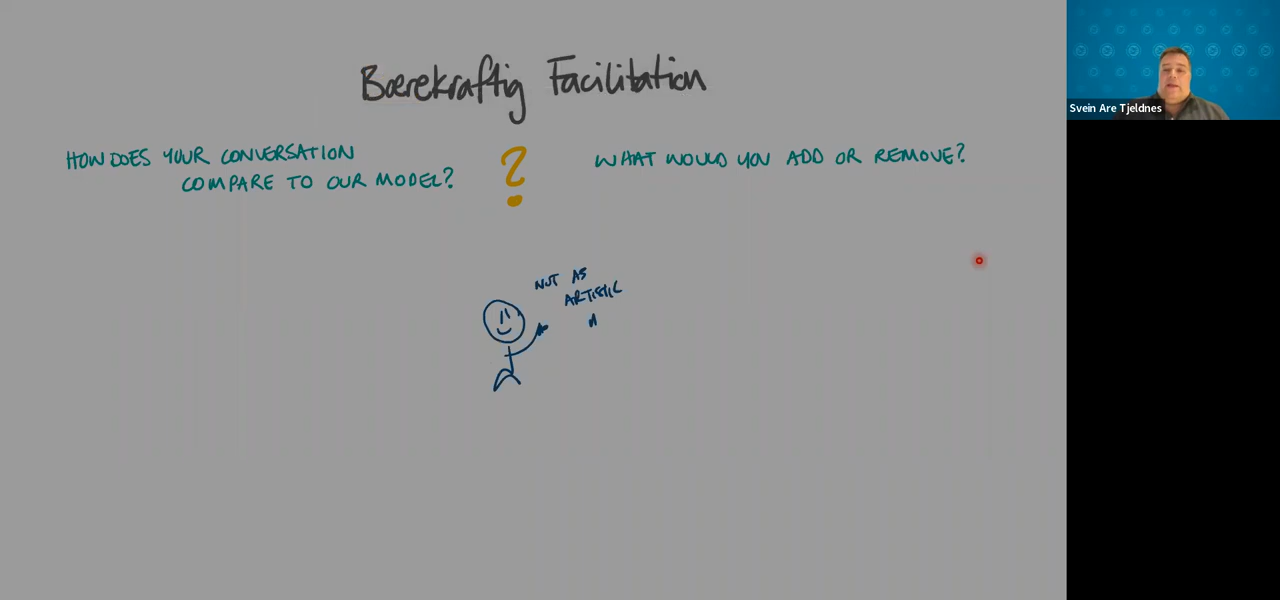 Bærekraftig Facilitation
HOW DOES YOUR CONVERSATION
COMPARE TO OUR MODEL?
?
WHAT WOULD YOU ADD OR REMOVE?
NOT AS
ARTISTIC
Svein Are Tjeldnes